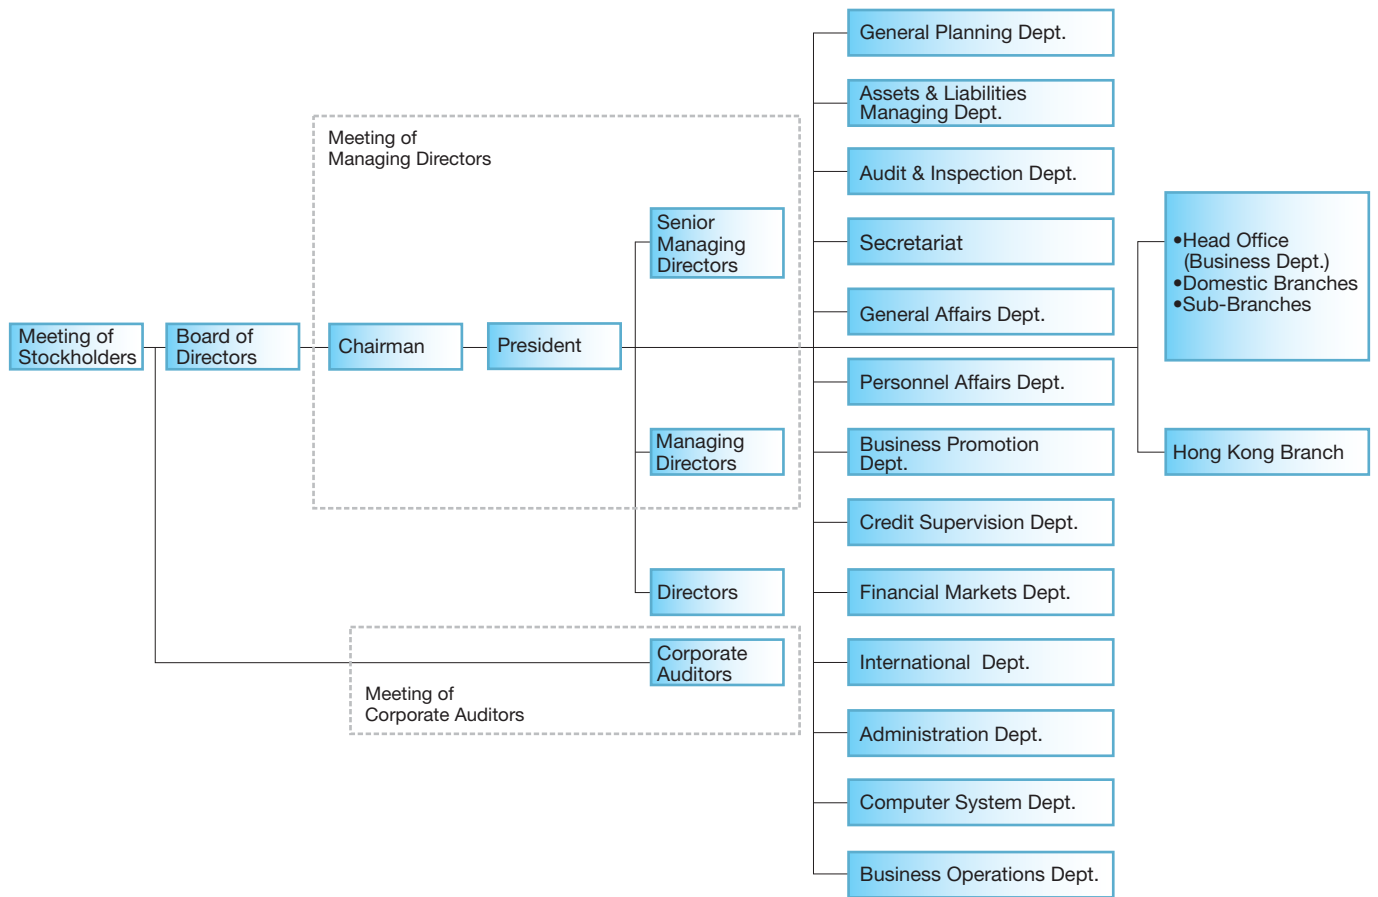 Meeting of
Stockholders
Board of
Directors
Meeting of
Managing Directors
Chairman
President
Senior
Managing
Directors
Managing
Directors
Directors
Corporate
Auditors
Meeting of
Corporate Auditors
General Planning Dept.
Assets & Liabilities
Managing Dept.
Audit & Inspection Dept.
Secretariat
General Affairs Dept.
Personnel Affairs Dept.
Business Promotion
Dept.
Credit Supervision Dept.
Financial Markets Dept.
International Dept.
Administration Dept.
Computer System Dept.
Business Operations Dept.
•Head Office
(Business Dept.)
•Domestic Branches
•Sub-Branches
Hong Kong Branch